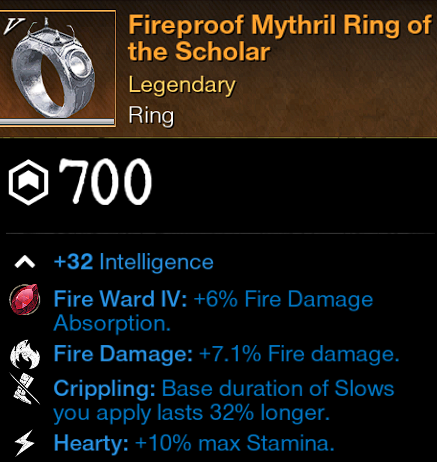 V
Fireproof Mythril Ring of
the Scholar
Legendary
Ring
700
+32 Intelligence
Fire Ward IV: +6% Fire Damage
Absorption.
Fire Damage: +7.1% Fire damage.
Crippling: Base duration of Slows
you apply lasts 32% longer.
Hearty: +10% max Stamina.